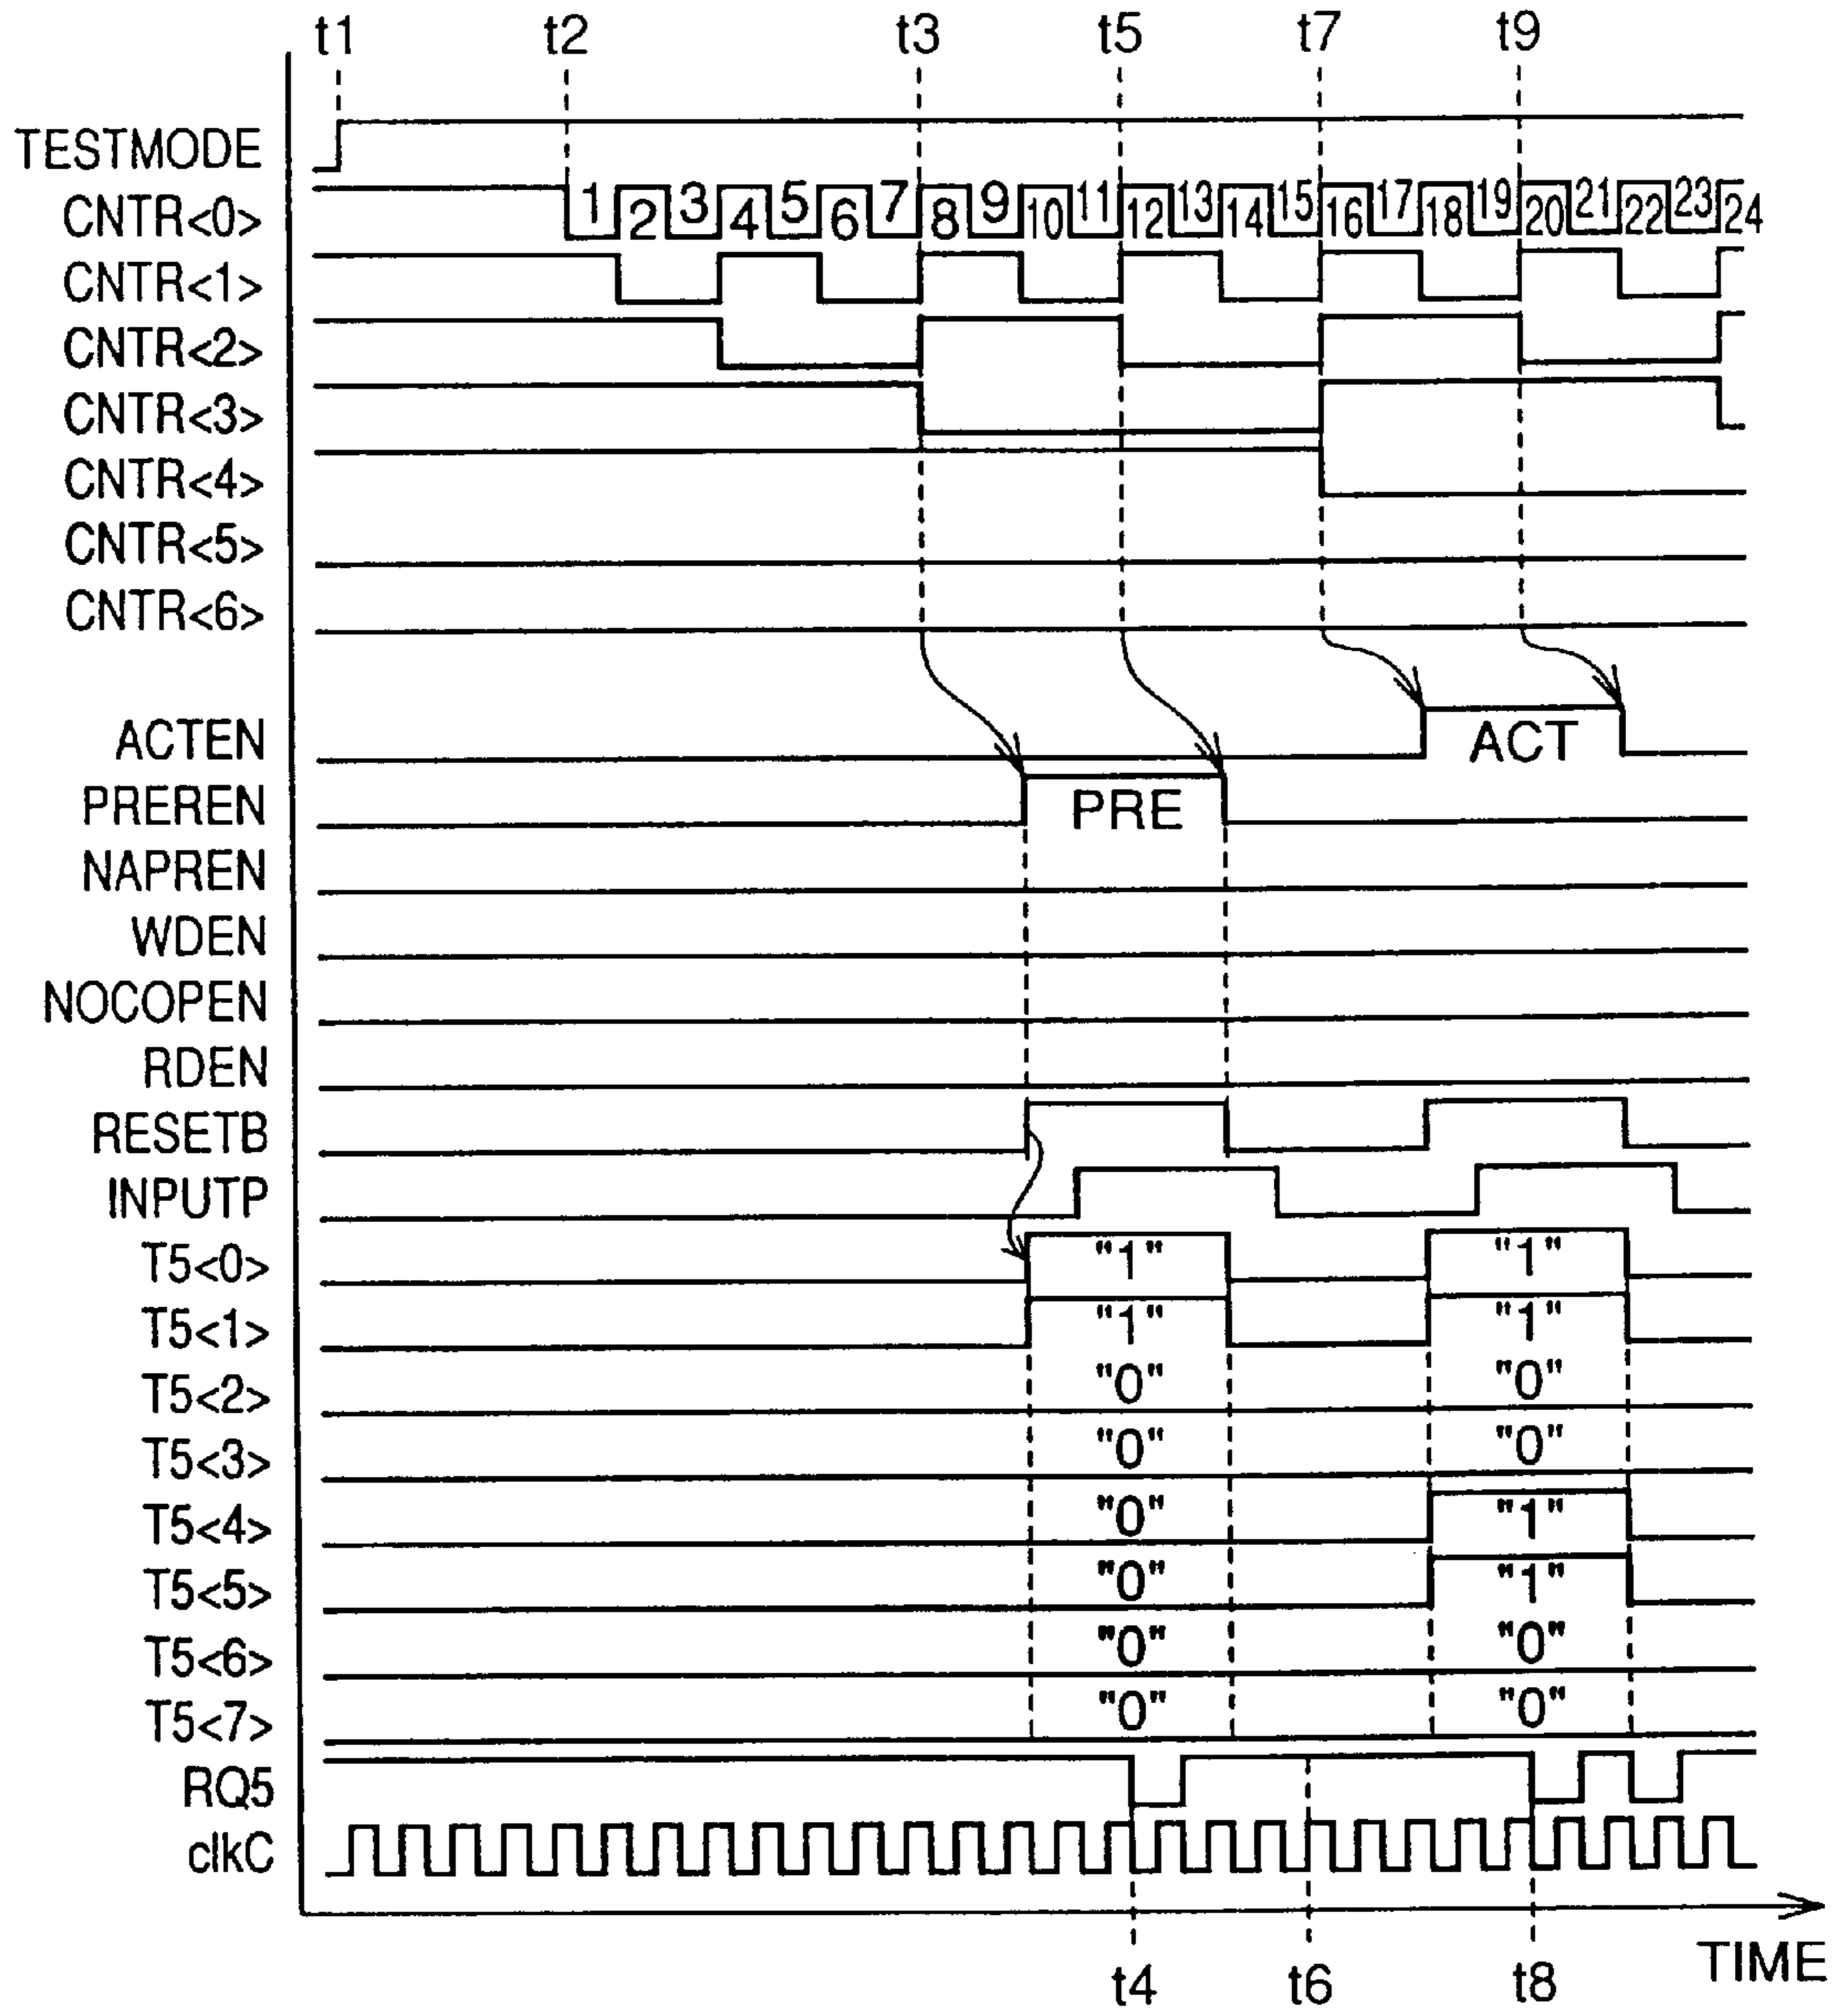 t1 t2 t3 t5 t7 t9
TESTMODE
CNTR<0> 1 2 3 4 5 6 7 8 9 10 11 12 13 14 15 16 17 18 19 20 21 22 23 24
CNTR<1>
CNTR<2>
CNTR<3>
CNTR<4>
CNTR<5>
CNTR<6>
ACTEN ACT
PREREN PRE
NAPREN
WDEN
NOCOPEN
RDEN
RESETB
INPUTP
T5<0> "1" "1"
T5<1> "1" "1"
T5<2> "0" "0"
T5<3> "0" "0"
T5<4> "0" "1"
T5<5> "0" "1"
T5<6> "0" "0"
T5<7> "0" "0"
RQ5
clkC
TIME
t4 t6 t8